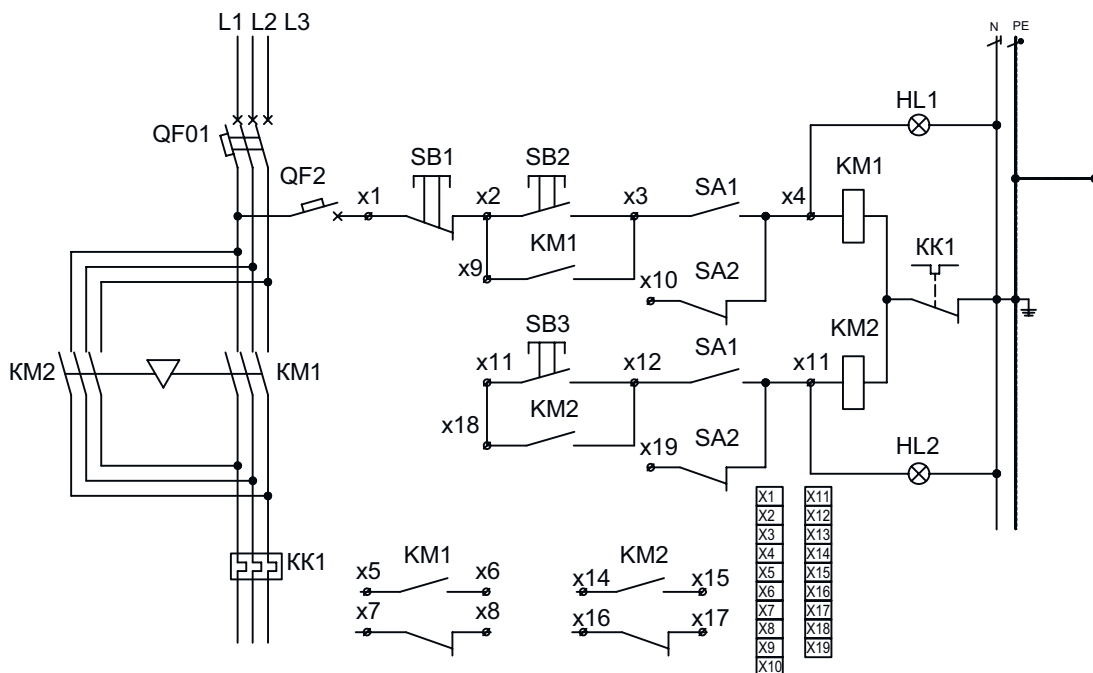 L1 L2 L3
N PE
QF01
HL1
SB1 SB2
KM1
QF2
x1 x2 x3 SA1 x4
KM1
x9
КК1
x10 SA2
SB3
KM2
KM2 KM1
x11 x12 SA1 x11
KM2
x18
x19 SA2
HL2
X1 X11
X2 X12
X3 X13
X4 X14
X5 X15
X6 X16
X7 X17
X8 X18
X9 X19
X10
КК1
KM1 KM2
x5 x6 x14 x15
x7 x8 x16 x17